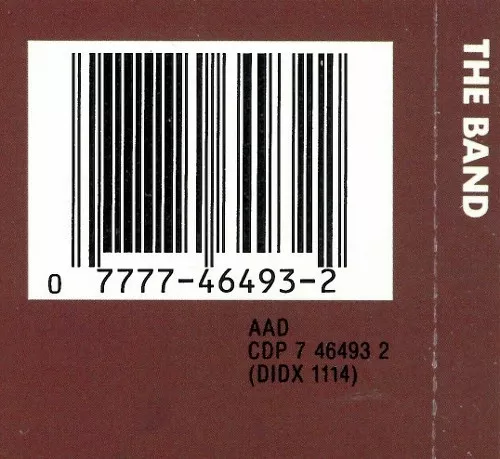 THE BAND
0 7777-46493-2
AAD
CDP 7 46493 2
(DIDX 1114)